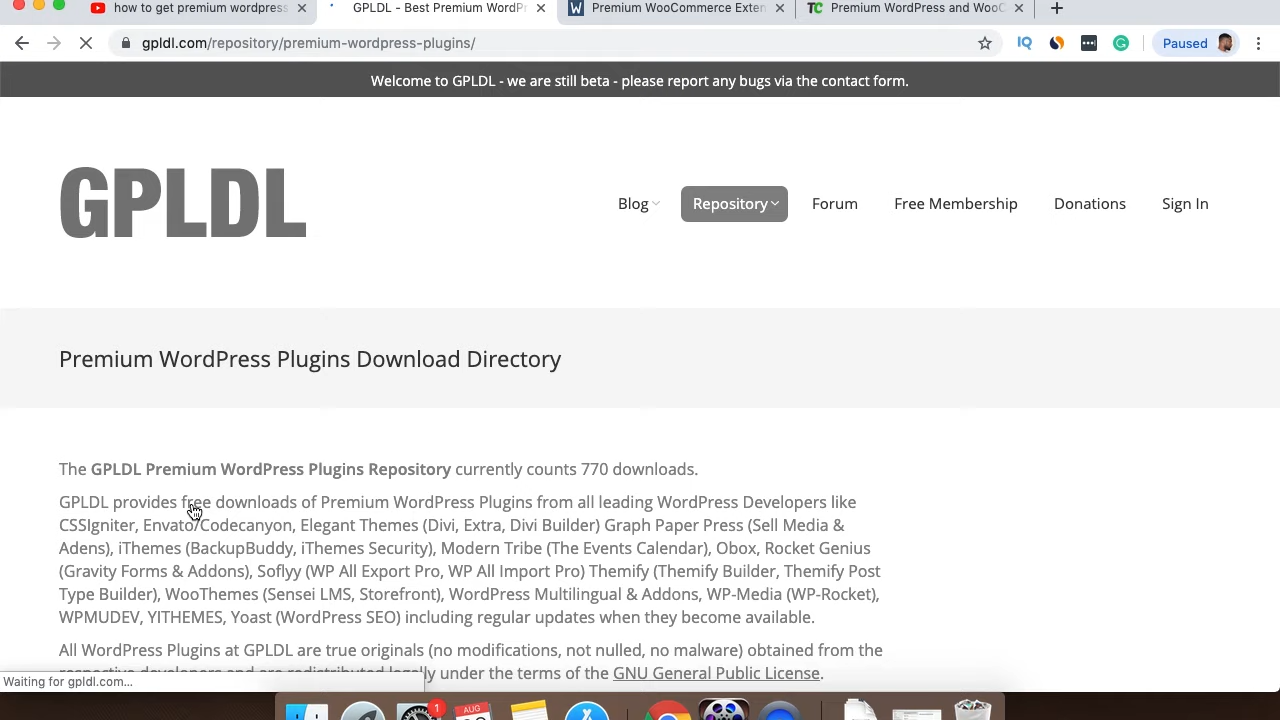 how to get premium wordpress
GPLDL - Best Premium WordPr
Premium WooCommerce Exten
Premium WordPress and WooC
gpldl.com/repository/premium-wordpress-plugins/
IQ
Paused
Welcome to GPLDL - we are still beta - please report any bugs via the contact form.
GPLDL
Blog
Repository
Forum
Free Membership
Donations
Sign In
Premium WordPress Plugins Download Directory
The GPLDL Premium WordPress Plugins Repository currently counts 770 downloads.
GPLDL provides free downloads of Premium WordPress Plugins from all leading WordPress Developers like
CSSIgniter, Envato/Codecanyon, Elegant Themes (Divi, Extra, Divi Builder) Graph Paper Press (Sell Media &
Adens), iThemes (BackupBuddy, iThemes Security), Modern Tribe (The Events Calendar), Obox, Rocket Genius
(Gravity Forms & Addons), Soflyy (WP All Export Pro, WP All Import Pro) Themify (Themify Builder, Themify Post
Type Builder), WooThemes (Sensei LMS, Storefront), WordPress Multilingual & Addons, WP-Media (WP-Rocket),
WPMUDEV, YITHEMES, Yoast (WordPress SEO) including regular updates when they become available.
All WordPress Plugins at GPLDL are true originals (no modifications, not nulled, no malware) obtained from the
respective developers and are redistributed legally under the terms of the GNU General Public License.
Waiting for gpldl.com...
1
AUG